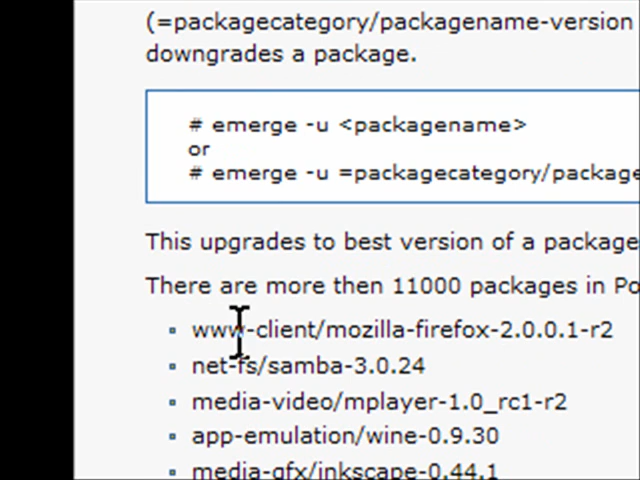 (=packagecategory/packagename-version
downgrades a package.
# emerge -u <packagename>
or
# emerge -u =packagecategory/package
This upgrades to best version of a package
There are more then 11000 packages in Po
www-client/mozilla-firefox-2.0.0.1-r2
net-fs/samba-3.0.24
media-video/mplayer-1.0_rc1-r2
app-emulation/wine-0.9.30
media-gfx/inkscape-0.44.1